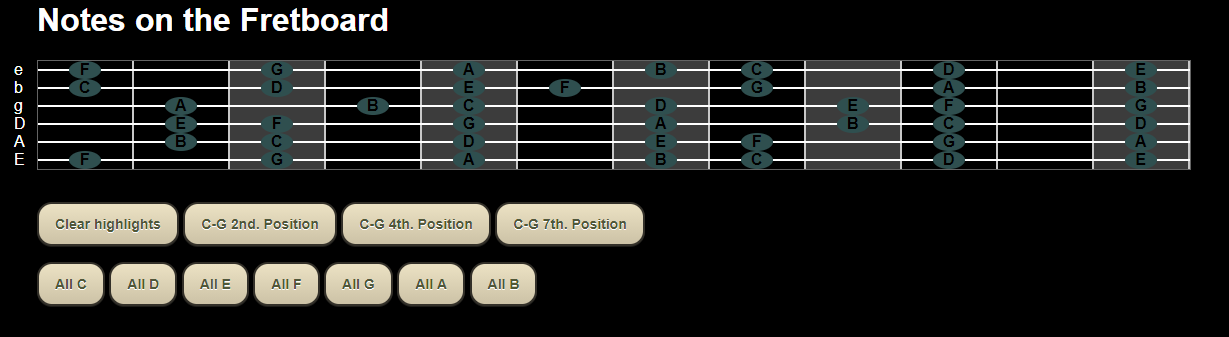 Notes on the Fretboard
e F G A B C D E
b C D E F G A B
g A B C D E F G
D E F G A B C D
A B C D E F G A
E F G A B C D E
Clear highlights C-G 2nd. Position C-G 4th. Position C-G 7th. Position
All C All D All E All F All G All A All B